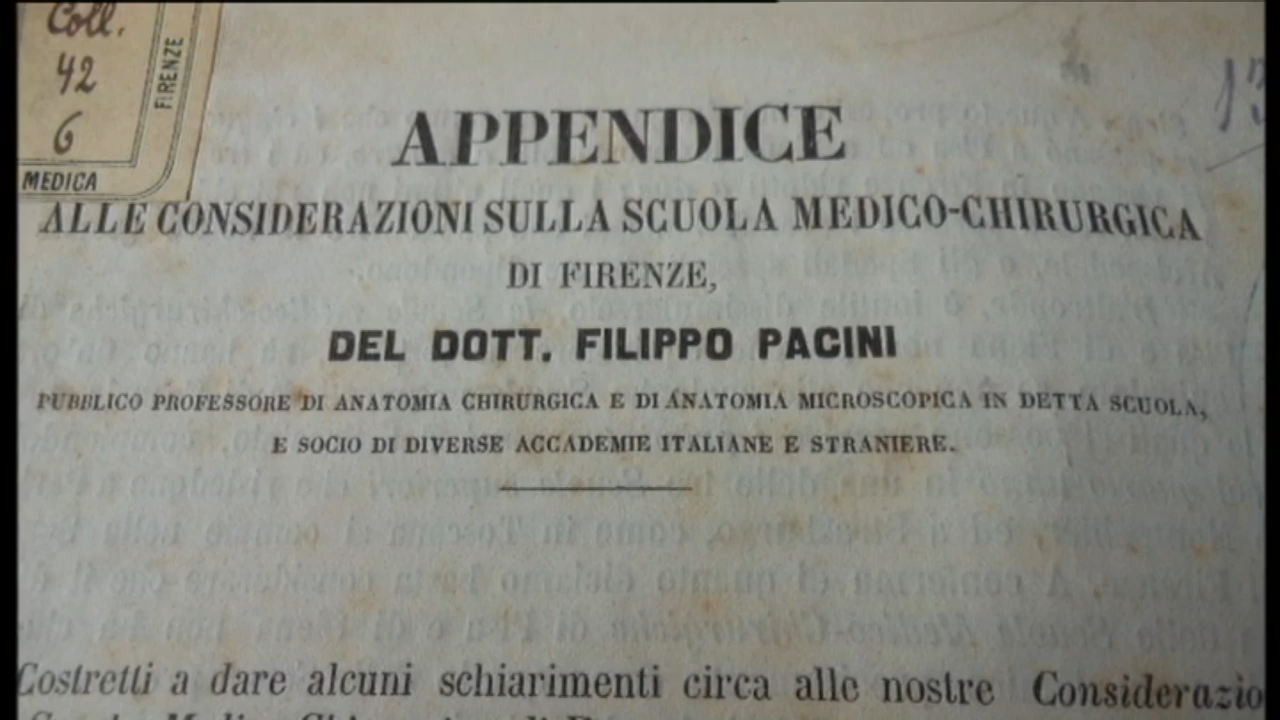 Coll.
42
6
FIRENZE
MEDICA
13
APPENDICE
ALLE CONSIDERAZIONI SULLA SCUOLA MEDICO-CHIRURGICA
DI FIRENZE,
DEL DOTT. FILIPPO PACINI
PUBBLICO PROFESSORE DI ANATOMIA CHIRURGICA E DI ANATOMIA MICROSCOPICA IN DETTA SCUOLA,
E SOCIO DI DIVERSE ACCADEMIE ITALIANE E STRANIERE.
Costretti a dare alcuni schiarimenti circa alle nostre Considerazio